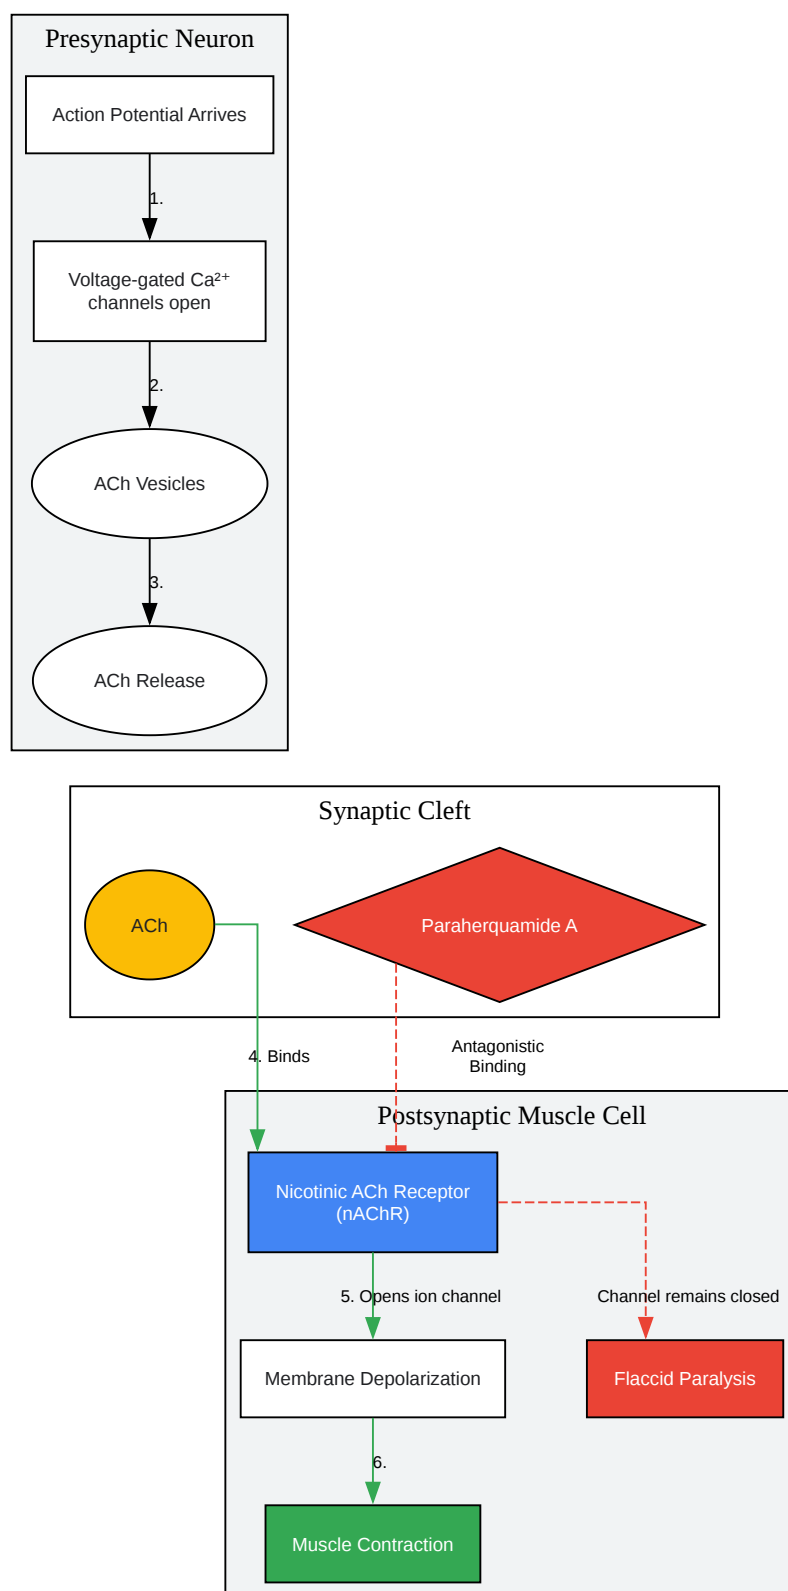 Presynaptic Neuron
Action Potential Arrives
1.
Voltage-gated Ca²⁺
channels open
2.
ACh Vesicles
3.
ACh Release
Synaptic Cleft
ACh
Paraherquamide A
4. Binds
Antagonistic
Binding
Postsynaptic Muscle Cell
Nicotinic ACh Receptor
(nAChR)
5. Opens ion channel
Channel remains closed
Membrane Depolarization
Flaccid Paralysis
6.
Muscle Contraction